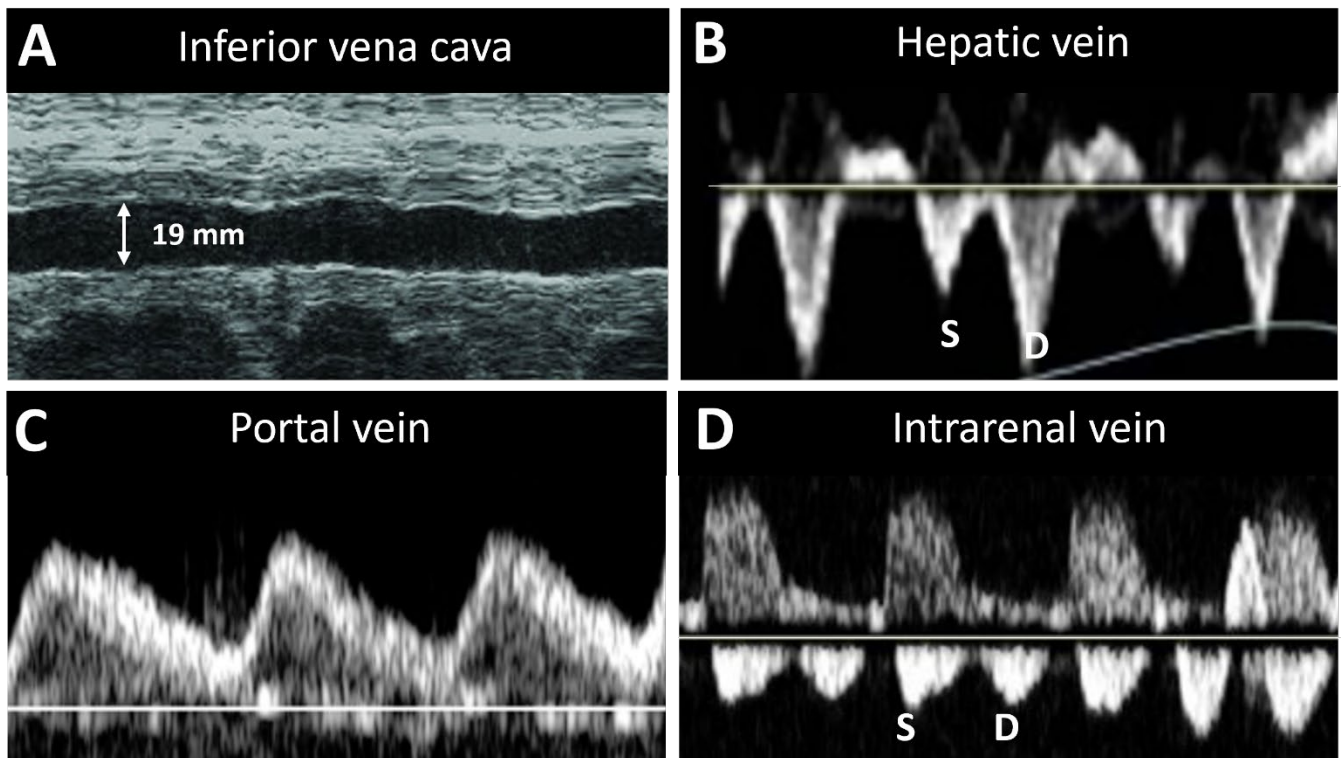 A
Inferior vena cava
19 mm
B
Hepatic vein
S
D
C
Portal vein
D
Intrarenal vein
S
D